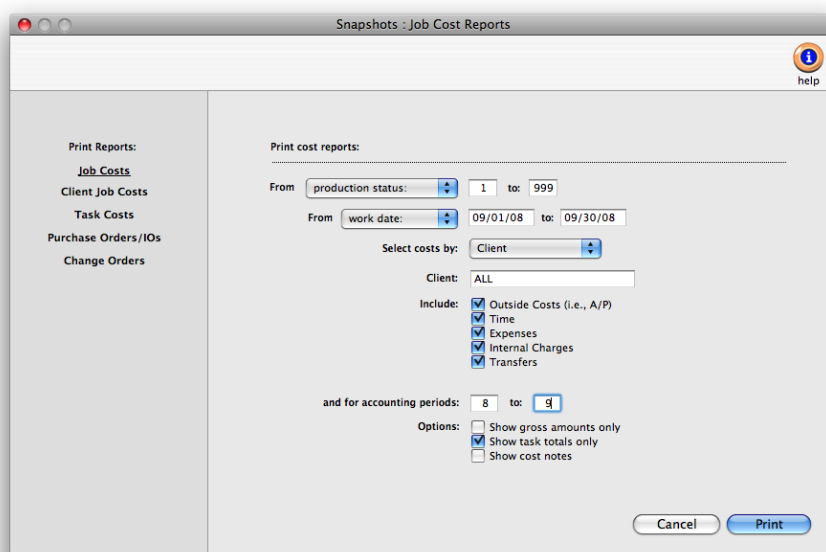 Snapshots : Job Cost Reports
help
Print Reports:
Job Costs
Client Job Costs
Task Costs
Purchase Orders/IOs
Change Orders
Print cost reports:
From production status: 1 to: 999
From work date: 09/01/08 to: 09/30/08
Select costs by: Client
Client: ALL
Include: Outside Costs (i.e., A/P)
Time
Expenses
Internal Charges
Transfers
and for accounting periods: 8 to: 9
Options: Show gross amounts only
Show task totals only
Show cost notes
Cancel Print